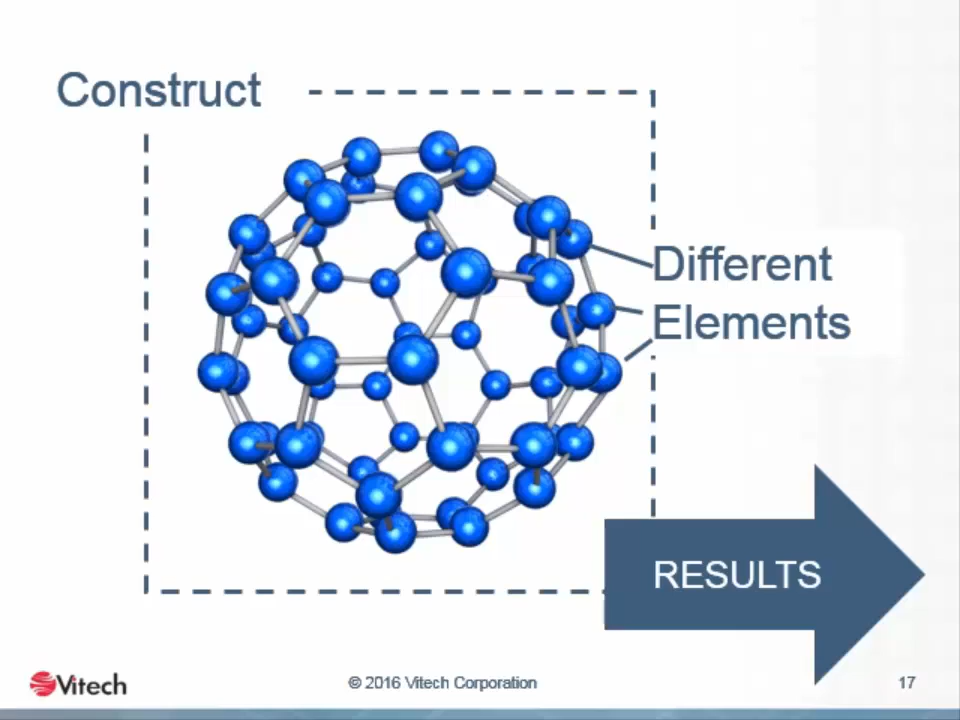 Construct
Different
Elements
RESULTS
Vitech
© 2016 Vitech Corporation
17